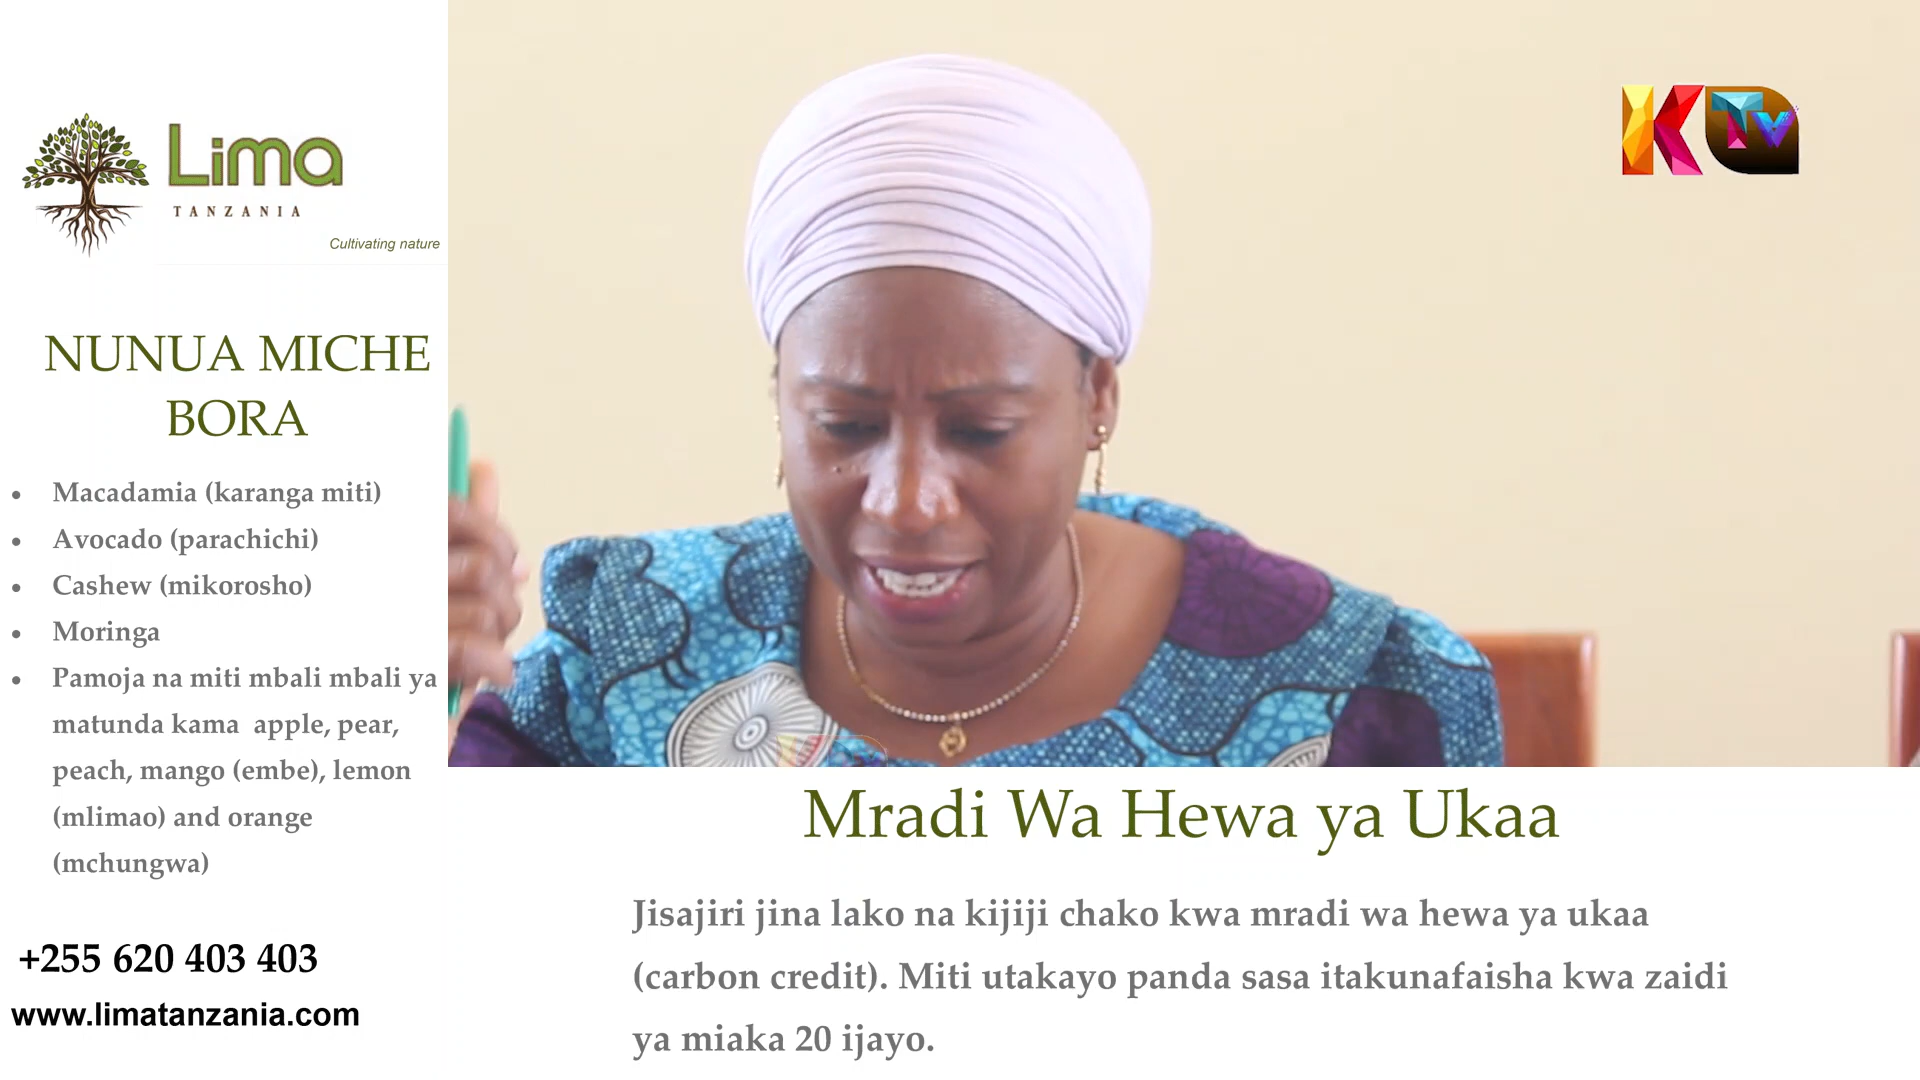 Lima
TANZANIA
Cultivating nature
NUNUA MICHE
BORA
• Macadamia (karanga miti)
• Avocado (parachichi)
• Cashew (mikorosho)
• Moringa
• Pamoja na miti mbali mbali ya
matunda kama apple, pear,
peach, mango (embe), lemon
(mlimao) and orange
(mchungwa)
+255 620 403 403
www.limatanzania.com
KTv
KTv
Mradi Wa Hewa ya Ukaa
Jisajiri jina lako na kijiji chako kwa mradi wa hewa ya ukaa
(carbon credit). Miti utakayo panda sasa itakunafaisha kwa zaidi
ya miaka 20 ijayo.